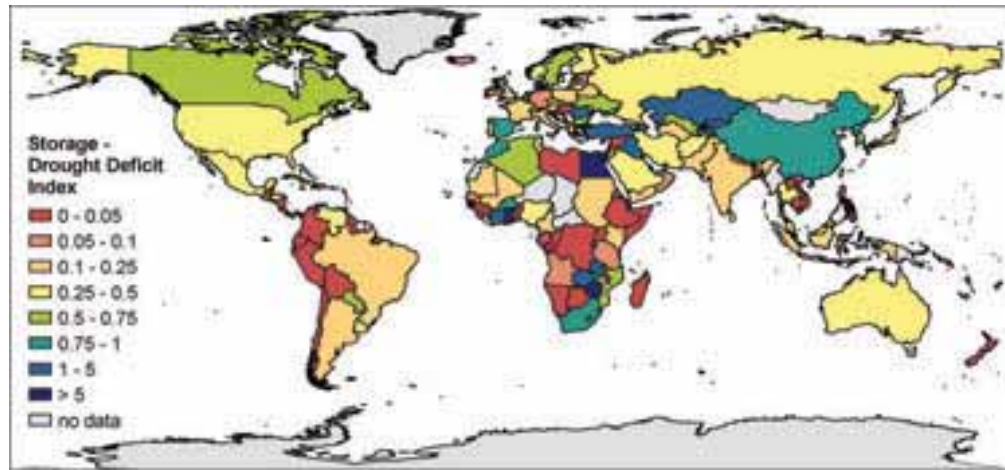 Storage -
Drought Deficit
Index
0 - 0.05
0.05 - 0.1
0.1 - 0.25
0.25 - 0.5
0.5 - 0.75
0.75 - 1
1 - 5
> 5
no data